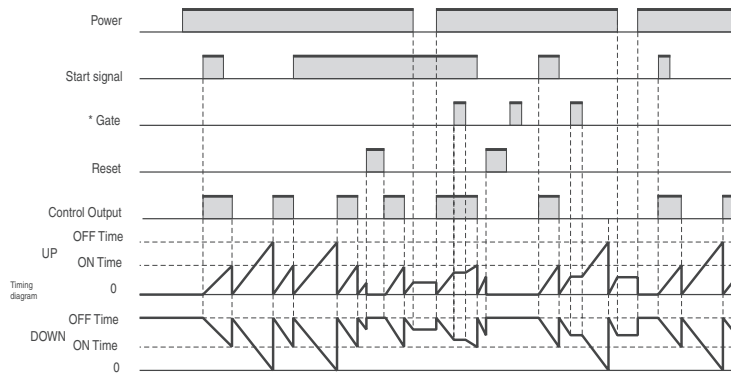 Power
Start signal
* Gate
Reset
Control Output
OFF Time
UP
ON Time
Timing
diagram
0
OFF Time
DOWN
ON Time
0